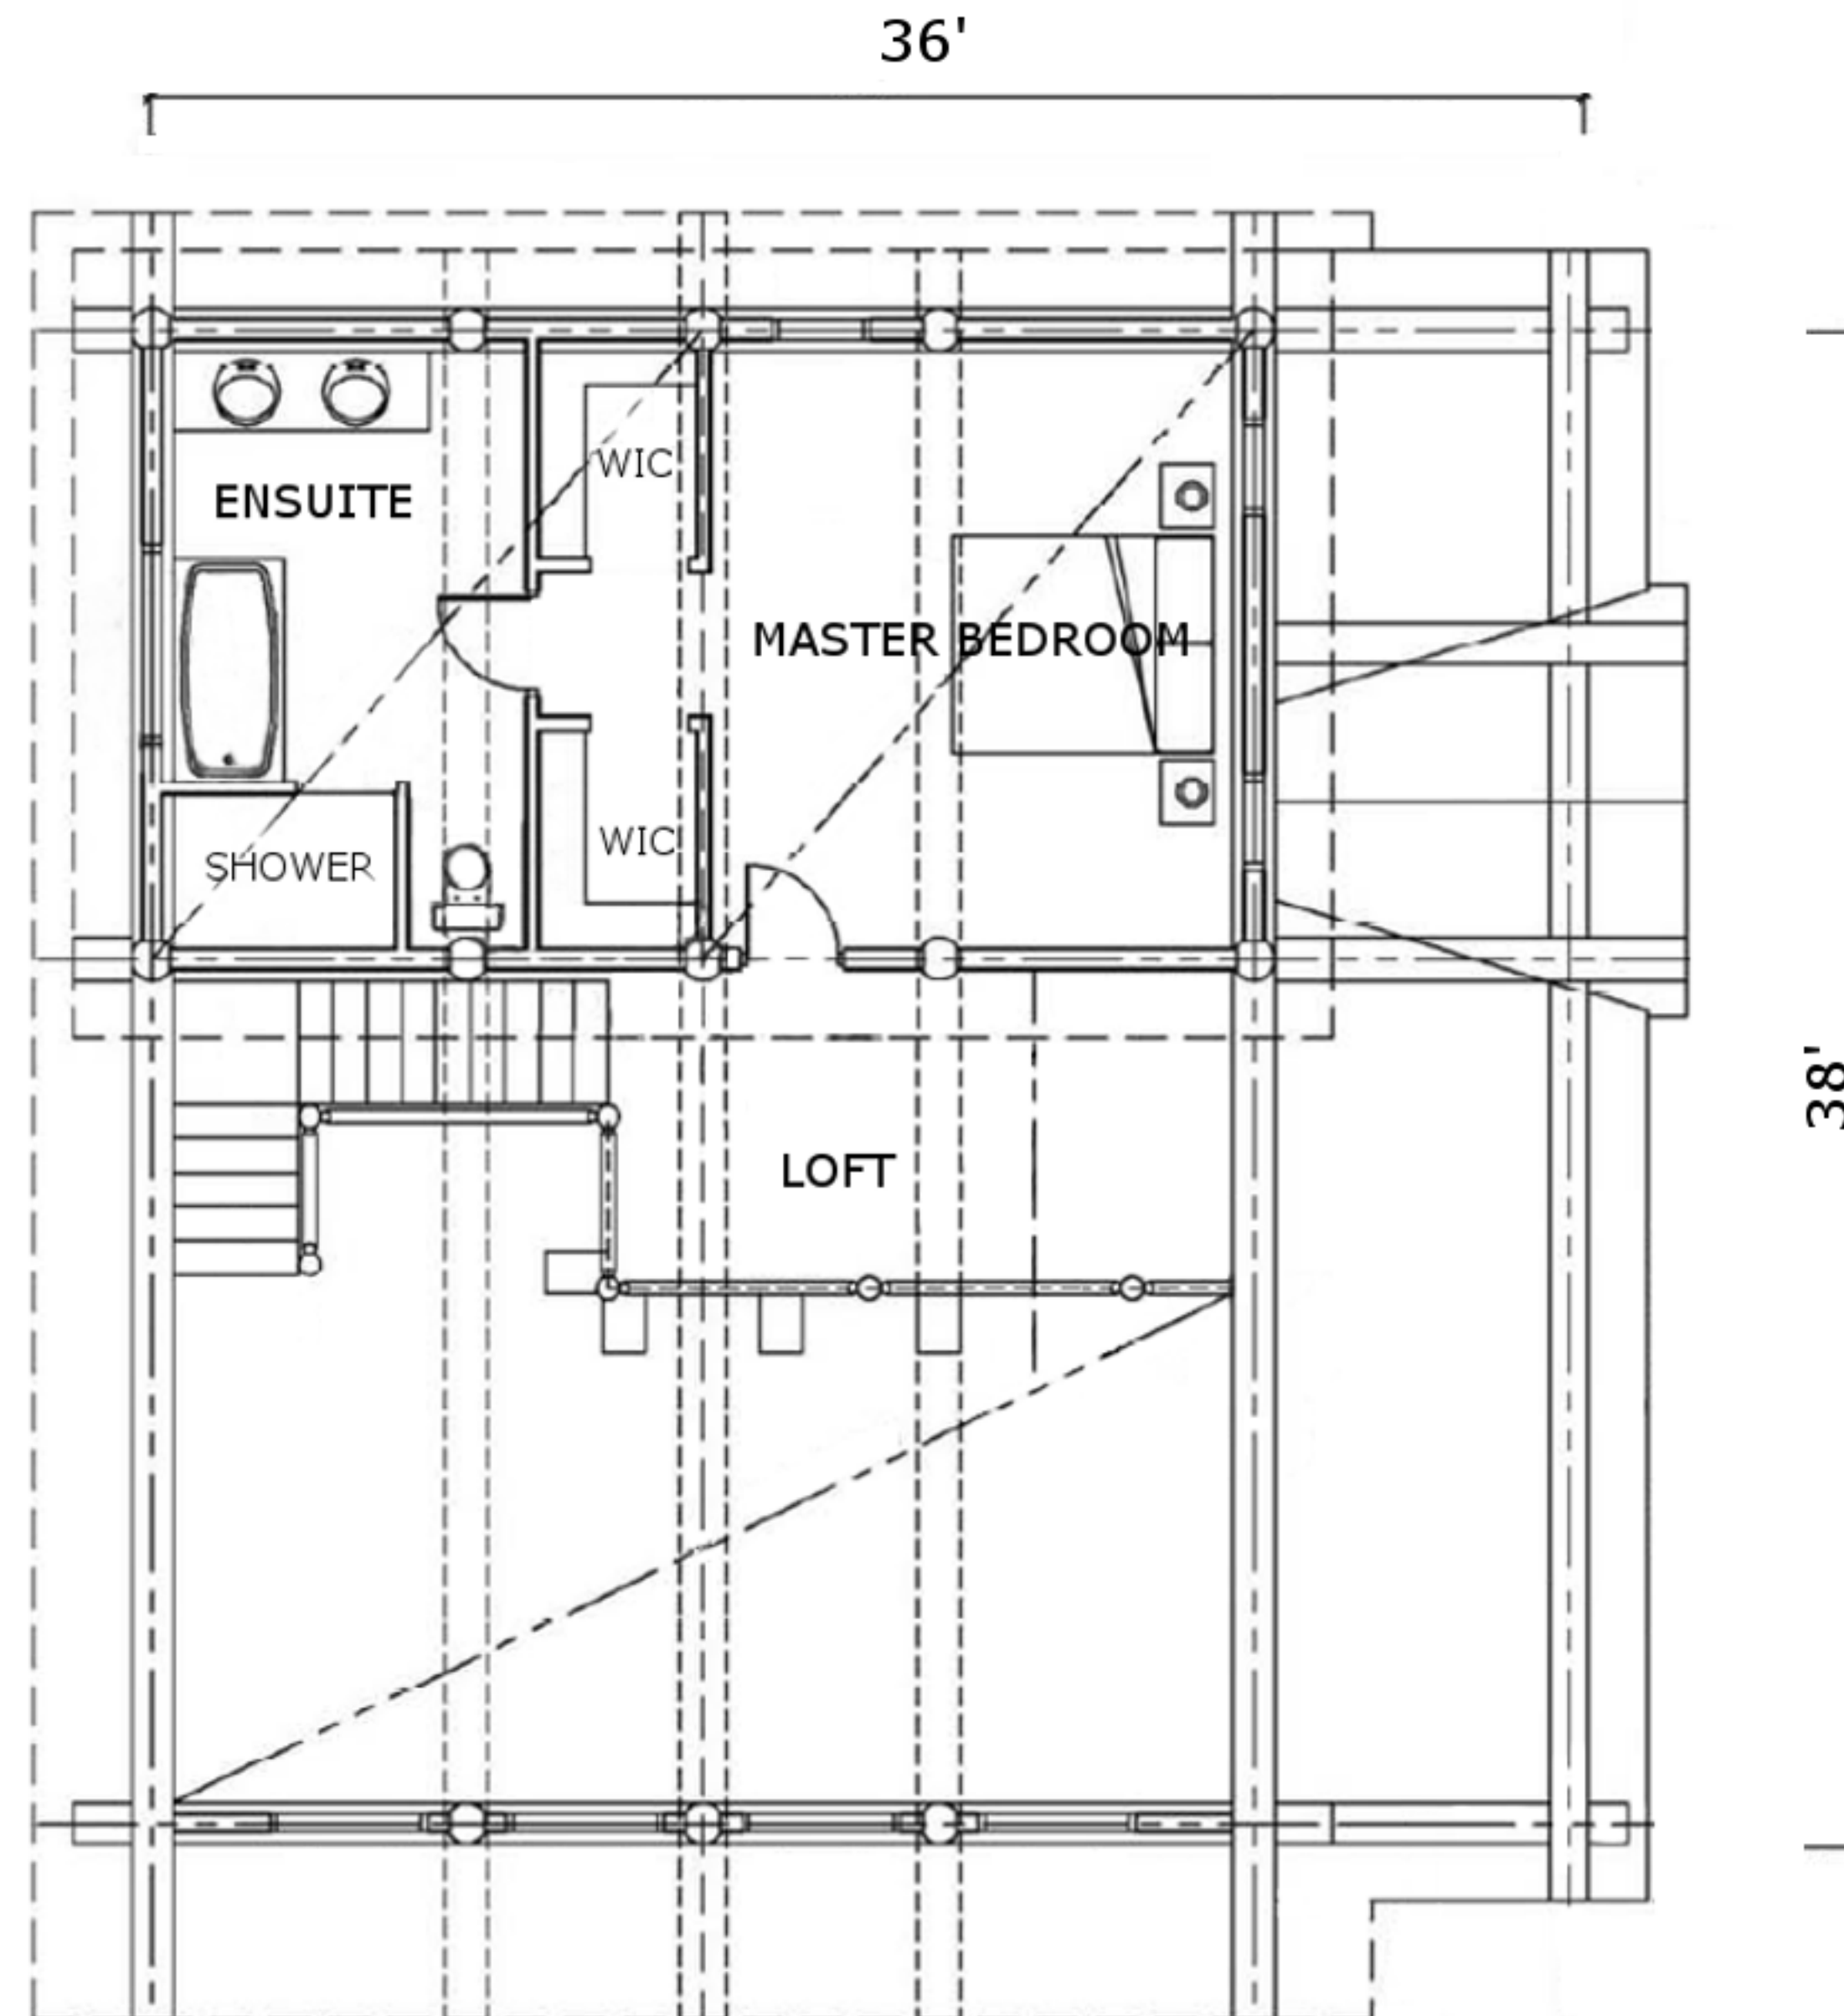 36'
WIC
ENSUITE
MASTER BEDROOM
WIC
SHOWER
38'
LOFT